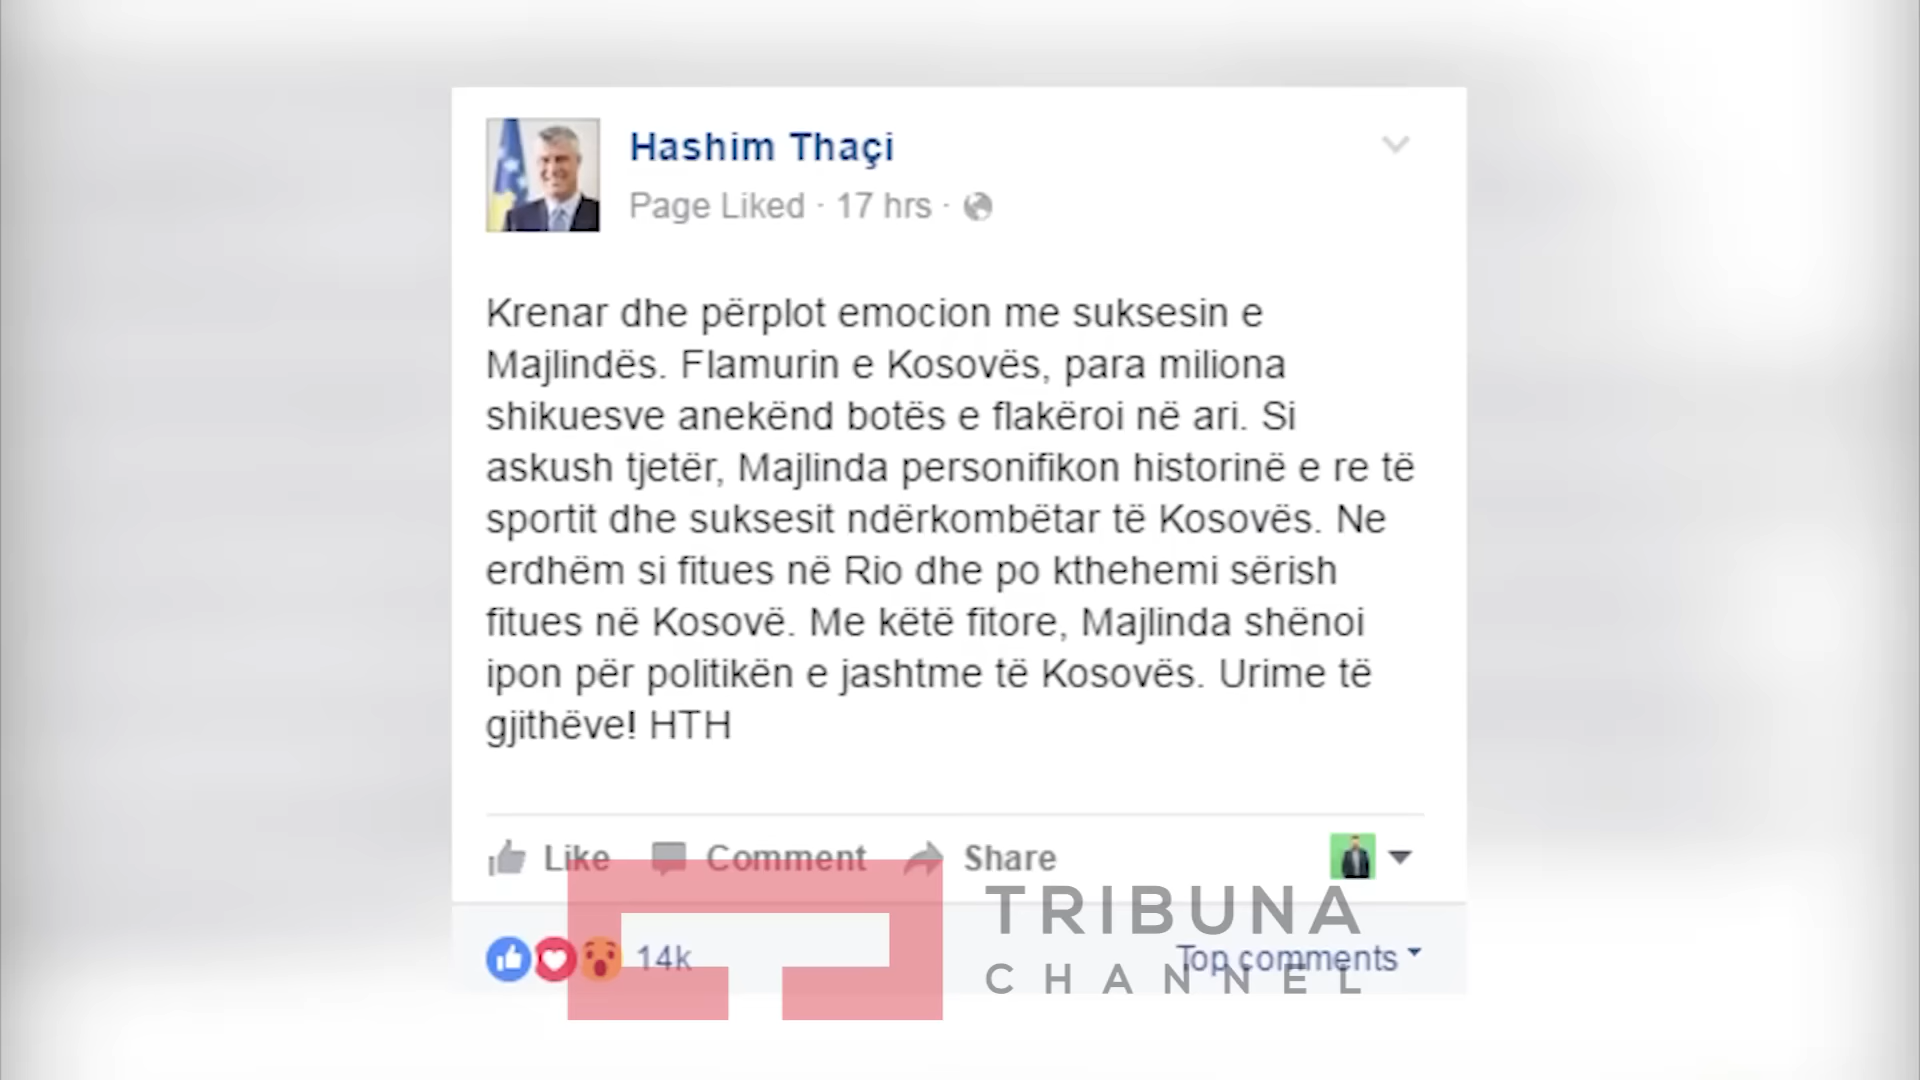 Hashim Thaçi
Page Liked · 17 hrs ·
Krenar dhe përplot emocion me suksesin e
Majlindës. Flamurin e Kosovës, para miliona
shikuesve anekënd botës e flakëroi në ari. Si
askush tjetër, Majlinda personifikon historinë e re të
sportit dhe suksesit ndërkombëtar të Kosovës. Ne
erdhëm si fitues në Rio dhe po kthehemi sërish
fitues në Kosovë. Me këtë fitore, Majlinda shënoi
ipon për politikën e jashtme të Kosovës. Urime të
gjithëve! HTH
Like Comment Share
14k Top comments
TRIBUNA
CHANNEL